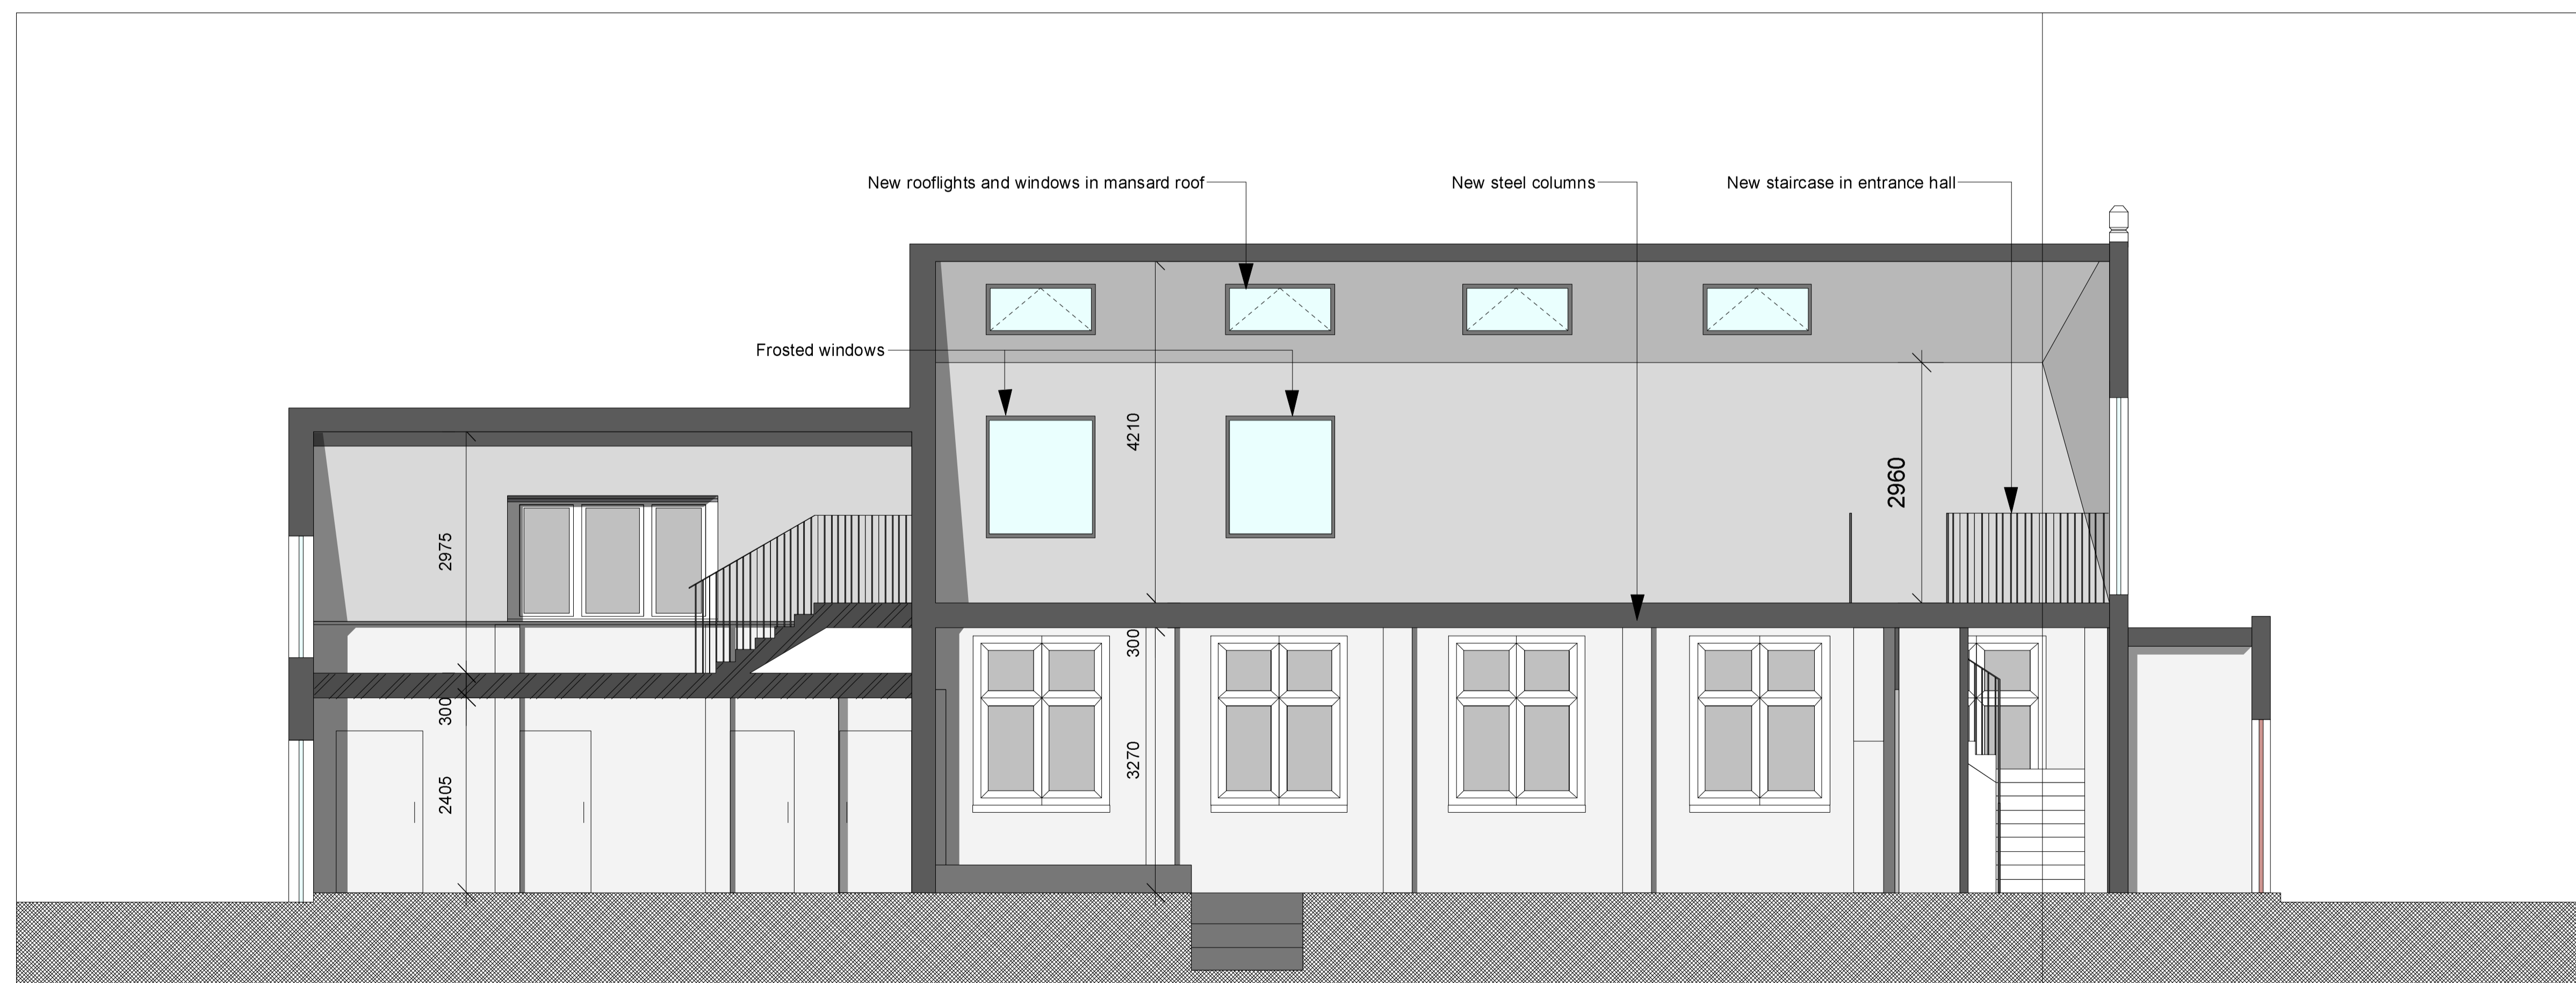 New rooflights and windows in mansard roof
New steel columns
New staircase in entrance hall
Frosted windows
4210
2960
2975
300
300
3270
2405